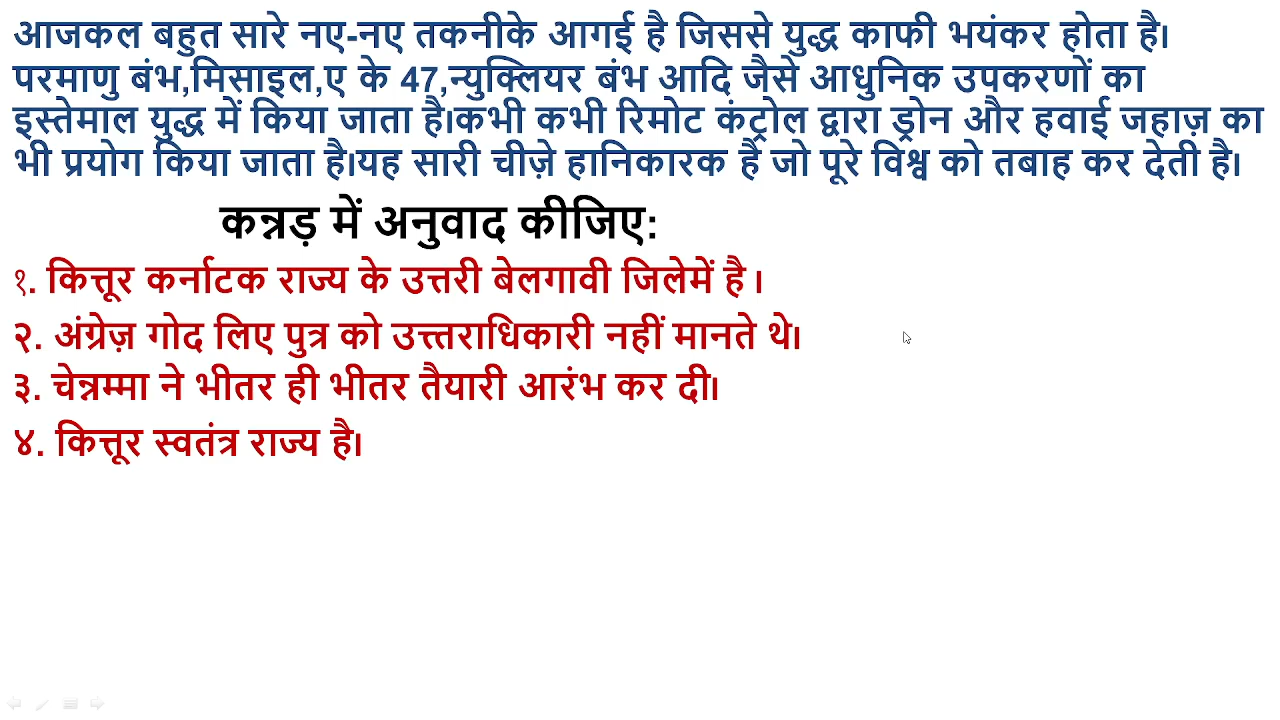 आजकल बहुत सारे नए-नए तकनीके आगई है जिससे युद्ध काफी भयंकर होता है।
परमाणु बंभ,मिसाइल,ए के 47,न्युक्लियर बंभ आदि जैसे आधुनिक उपकरणों का
इस्तेमाल युद्ध में किया जाता है।कभी कभी रिमोट कंट्रोल द्वारा ड्रोन और हवाई जहाज़ का
भी प्रयोग किया जाता है।यह सारी चीज़े हानिकारक हैं जो पूरे विश्व को तबाह कर देती है।
कन्नड़ में अनुवाद कीजिए:
१. कित्तूर कर्नाटक राज्य के उत्तरी बेलगावी जिलेमें है ।
२. अंग्रेज़ गोद लिए पुत्र को उत्त्तराधिकारी नहीं मानते थे।
३. चेन्नम्मा ने भीतर ही भीतर तैयारी आरंभ कर दी।
४. कित्तूर स्वतंत्र राज्य है।